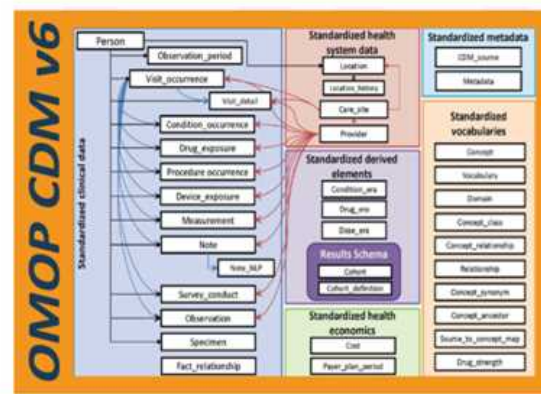 OMOP CDM v6
Standardized clinical data
Person
Observation_period
Visit_occurrence
Visit_detail
Condition_occurrence
Drug_exposure
Procedure occurrence
Device_exposure
Measurement
Note
Note_NLP
Survey_conduct
Observation
Specimen
Fact_relationship
Standardized health
system data
Location
Location_history
Care_site
Provider
Standardized derived
elements
Condition_era
Drug_era
Dose_era
Results Schema
Cohort
Cohort_definition
Standardized health
economics
Cost
Payer_plan_period
Standardized metadata
CDM_source
Metadata
Standardized
vocabularies
Concept
Vocabulary
Domain
Concept_class
Concept_relationship
Relationship
Concept_synonym
Concept_ancestor
Source_to_concept_map
Drug_strength